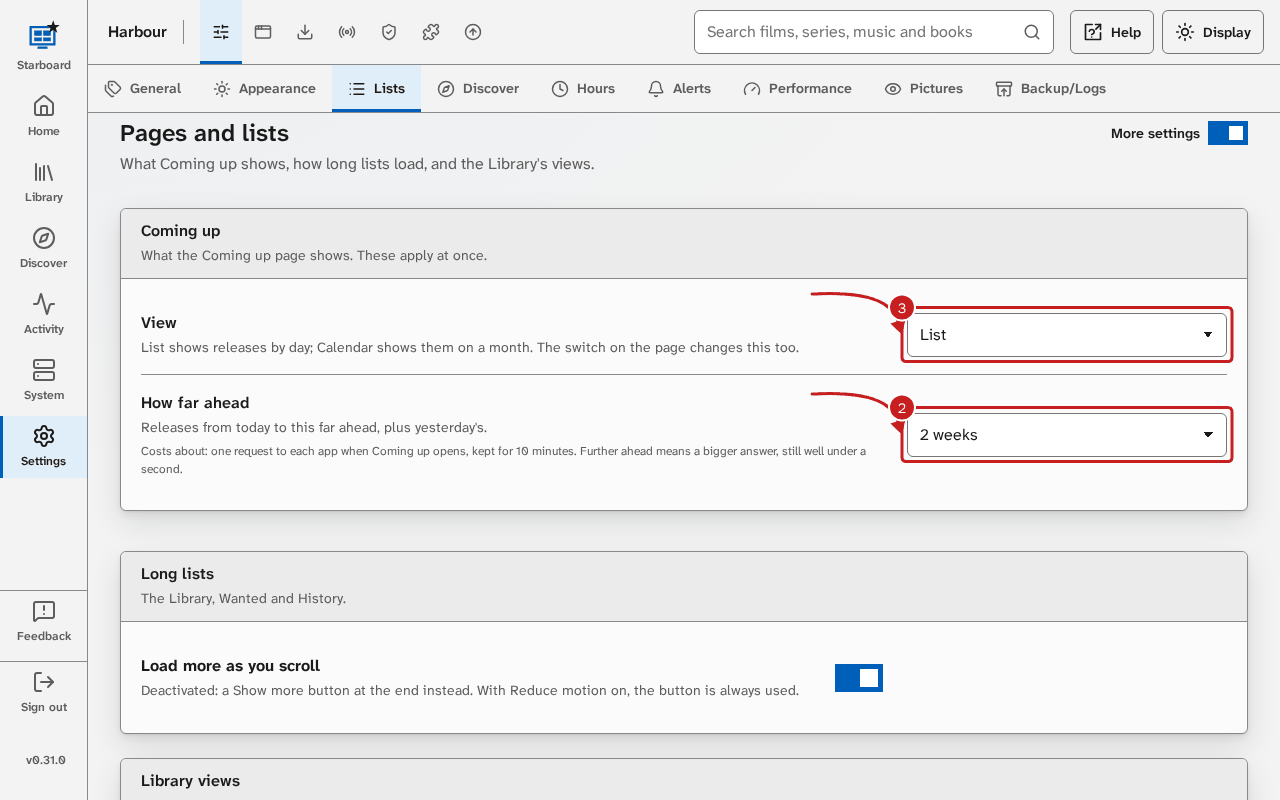 Starboard
Home
Library
Discover
Activity
System
Settings
Feedback
Sign out
v0.31.0
Harbour
Search films, series, music and books
Help
Display
General
Appearance
Lists
Discover
Hours
Alerts
Performance
Pictures
Backup/Logs
Pages and lists
More settings
What Coming up shows, how long lists load, and the Library's views.
Coming up
What the Coming up page shows. These apply at once.
View
List shows releases by day; Calendar shows them on a month. The switch on the page changes this too.
3
List
How far ahead
Releases from today to this far ahead, plus yesterday's.
Costs about: one request to each app when Coming up opens, kept for 10 minutes. Further ahead means a bigger answer, still well under a
second.
2
2 weeks
Long lists
The Library, Wanted and History.
Load more as you scroll
Deactivated: a Show more button at the end instead. With Reduce motion on, the button is always used.
Library views